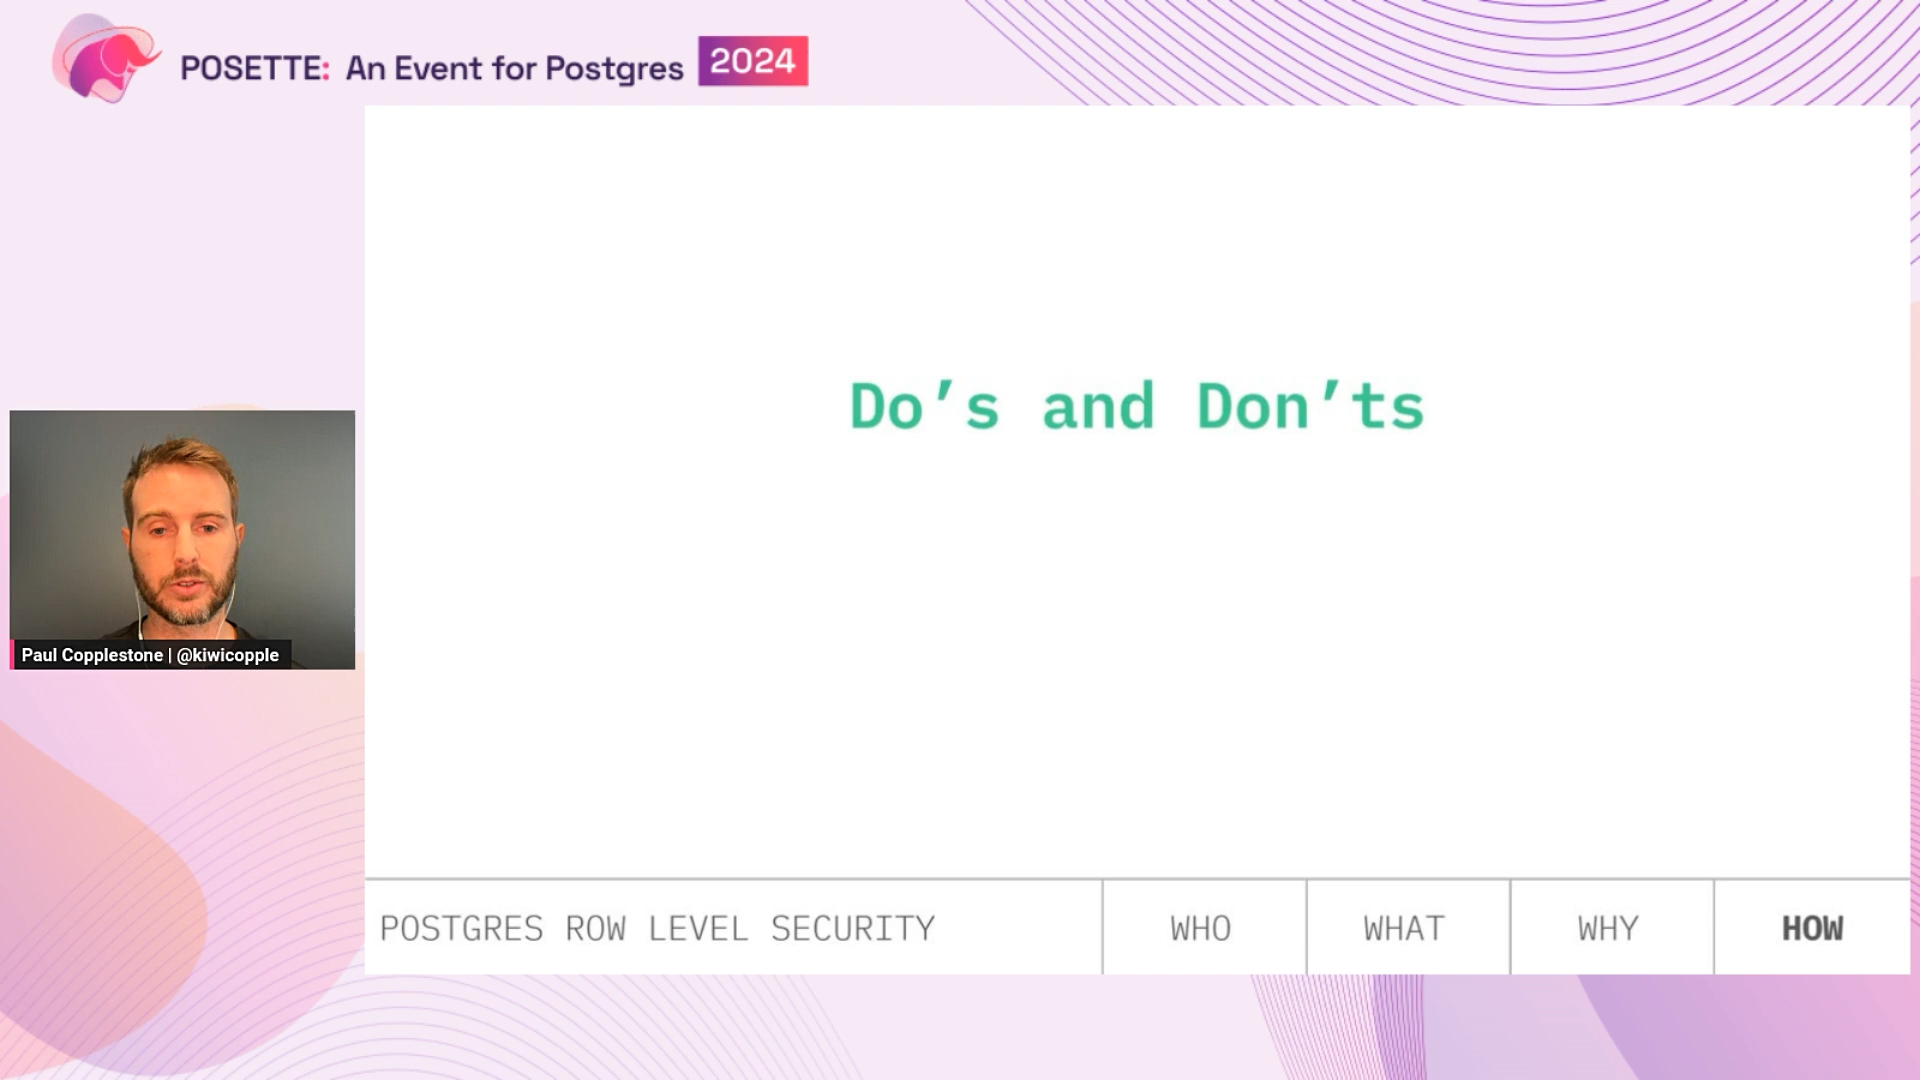 POSETTE: An Event for Postgres 2024
Do’s and Don’ts
Paul Copplestone | @kiwicopple
POSTGRES ROW LEVEL SECURITY WHO WHAT WHY HOW